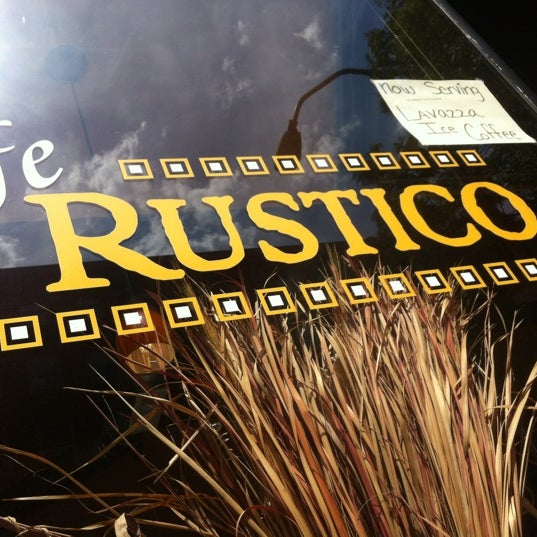 fe
RUSTICO
Now Serving
Lavazza
Ice Coffee